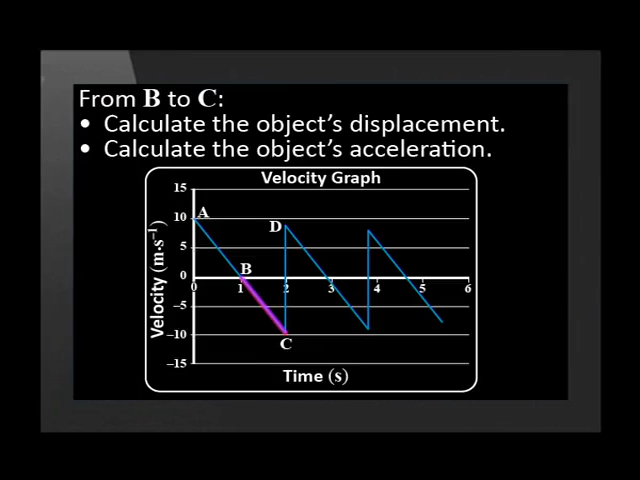 From B to C:
• Calculate the object’s displacement.
• Calculate the object’s acceleration.
Velocity Graph
15
10
5
0
−5
−10
−15
Velocity (m·s⁻¹)
A
B
C
D
0 1 2 3 4 5 6
Time (s)